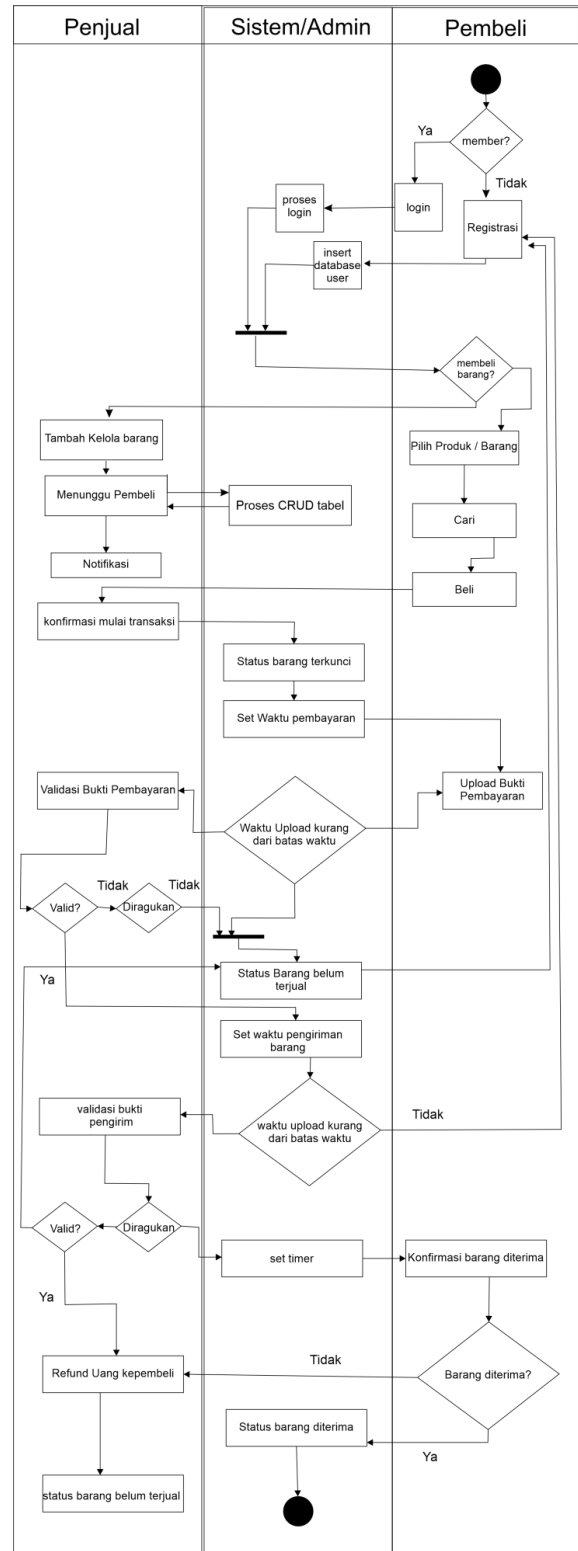 Penjual
Sistem/Admin
Pembeli
Ya
member?
Tidak
proses
login
login
Registrasi
insert
database
user
membeli
barang?
Tambah Kelola barang
Pilih Produk / Barang
Menunggu Pembeli
Proses CRUD tabel
Cari
Notifikasi
Beli
konfirmasi mulai transaksi
Status barang terkunci
Set Waktu pembayaran
Validasi Bukti Pembayaran
Waktu Upload kurang
dari batas waktu
Upload Bukti
Pembayaran
Valid?
Tidak
Diragukan
Tidak
Ya
Status Barang belum
terjual
Set waktu pengiriman
barang
validasi bukti
pengirim
waktu upload kurang
dari batas waktu
Tidak
Valid?
Diragukan
set timer
Konfirmasi barang diterima
Ya
Refund Uang kepembeli
Tidak
Barang diterima?
Status barang diterima
Ya
status barang belum terjual